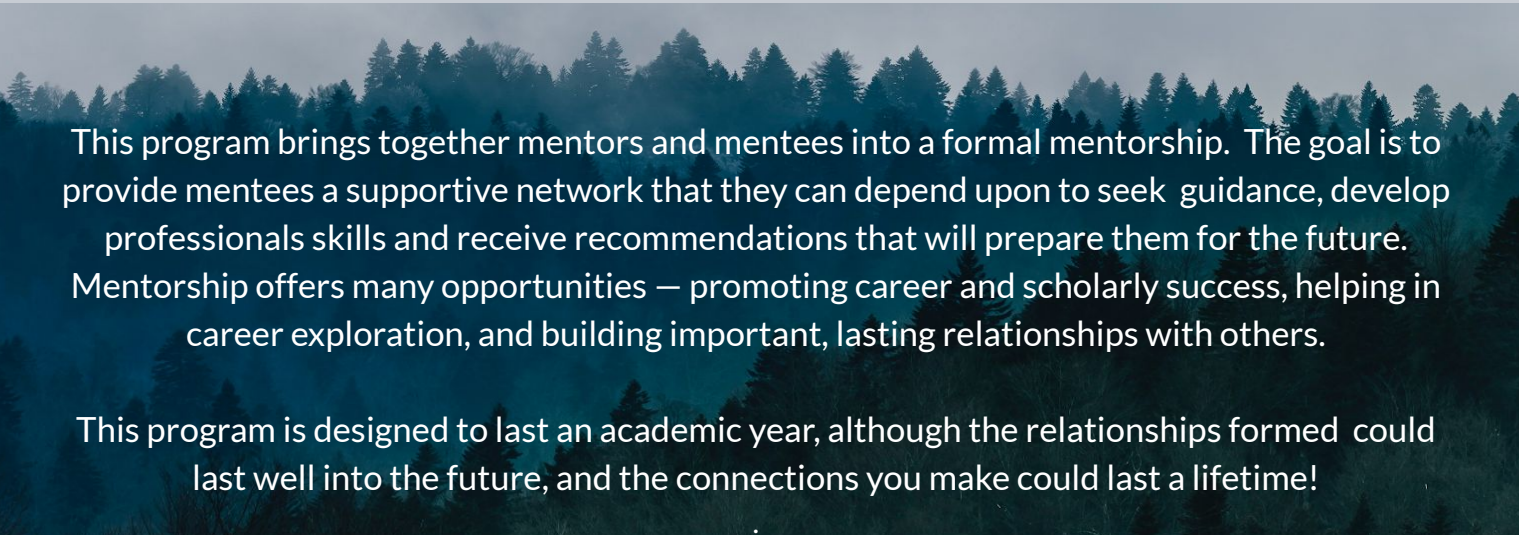 This program brings together mentors and mentees into a formal mentorship.  The goal is to
provide mentees a supportive network that they can depend upon to seek  guidance, develop
professionals skills and receive recommendations that will prepare them for the future.
Mentorship offers many opportunities — promoting career and scholarly success, helping in
career exploration, and building important, lasting relationships with others.

This program is designed to last an academic year, although the relationships formed  could
last well into the future, and the connections you make could last a lifetime!
.